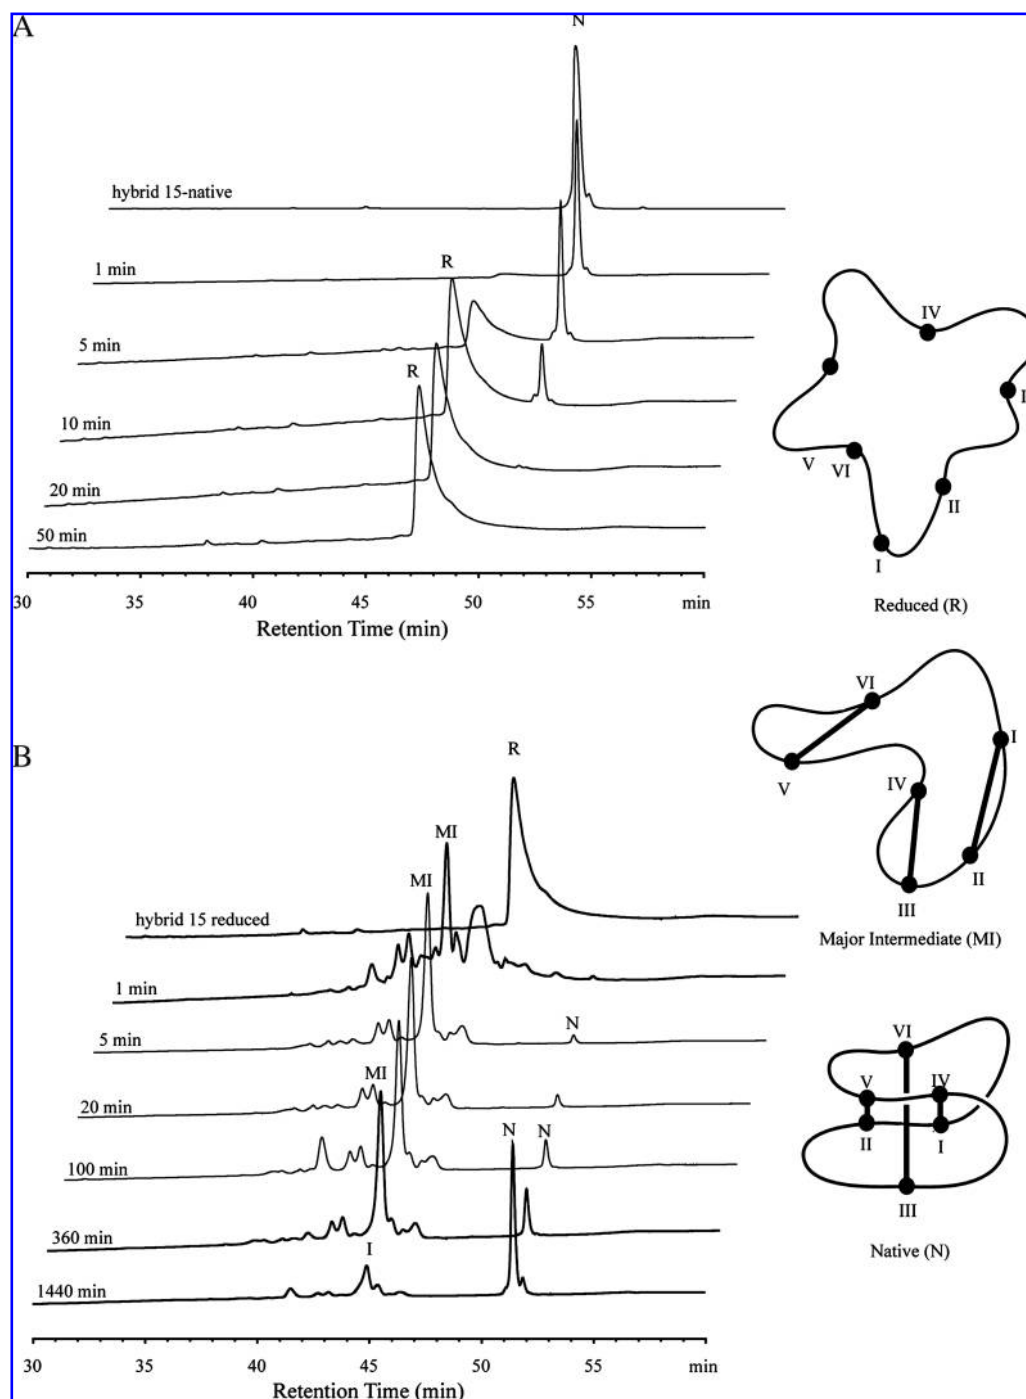 A
N
hybrid 15-native
1 min
R
5 min
10 min
R
20 min
50 min
30 35 40 45 50 55 min
Retention Time (min)
IV
I
V
VI
II
I
Reduced (R)
B
R
MI
MI
hybrid 15 reduced
1 min
5 min
N
MI
20 min
100 min
N
N
360 min
I
1440 min
30 35 40 45 50 55 min
Retention Time (min)
VI
I
V
IV
II
III
Major Intermediate (MI)
VI
V
IV
II
I
III
Native (N)